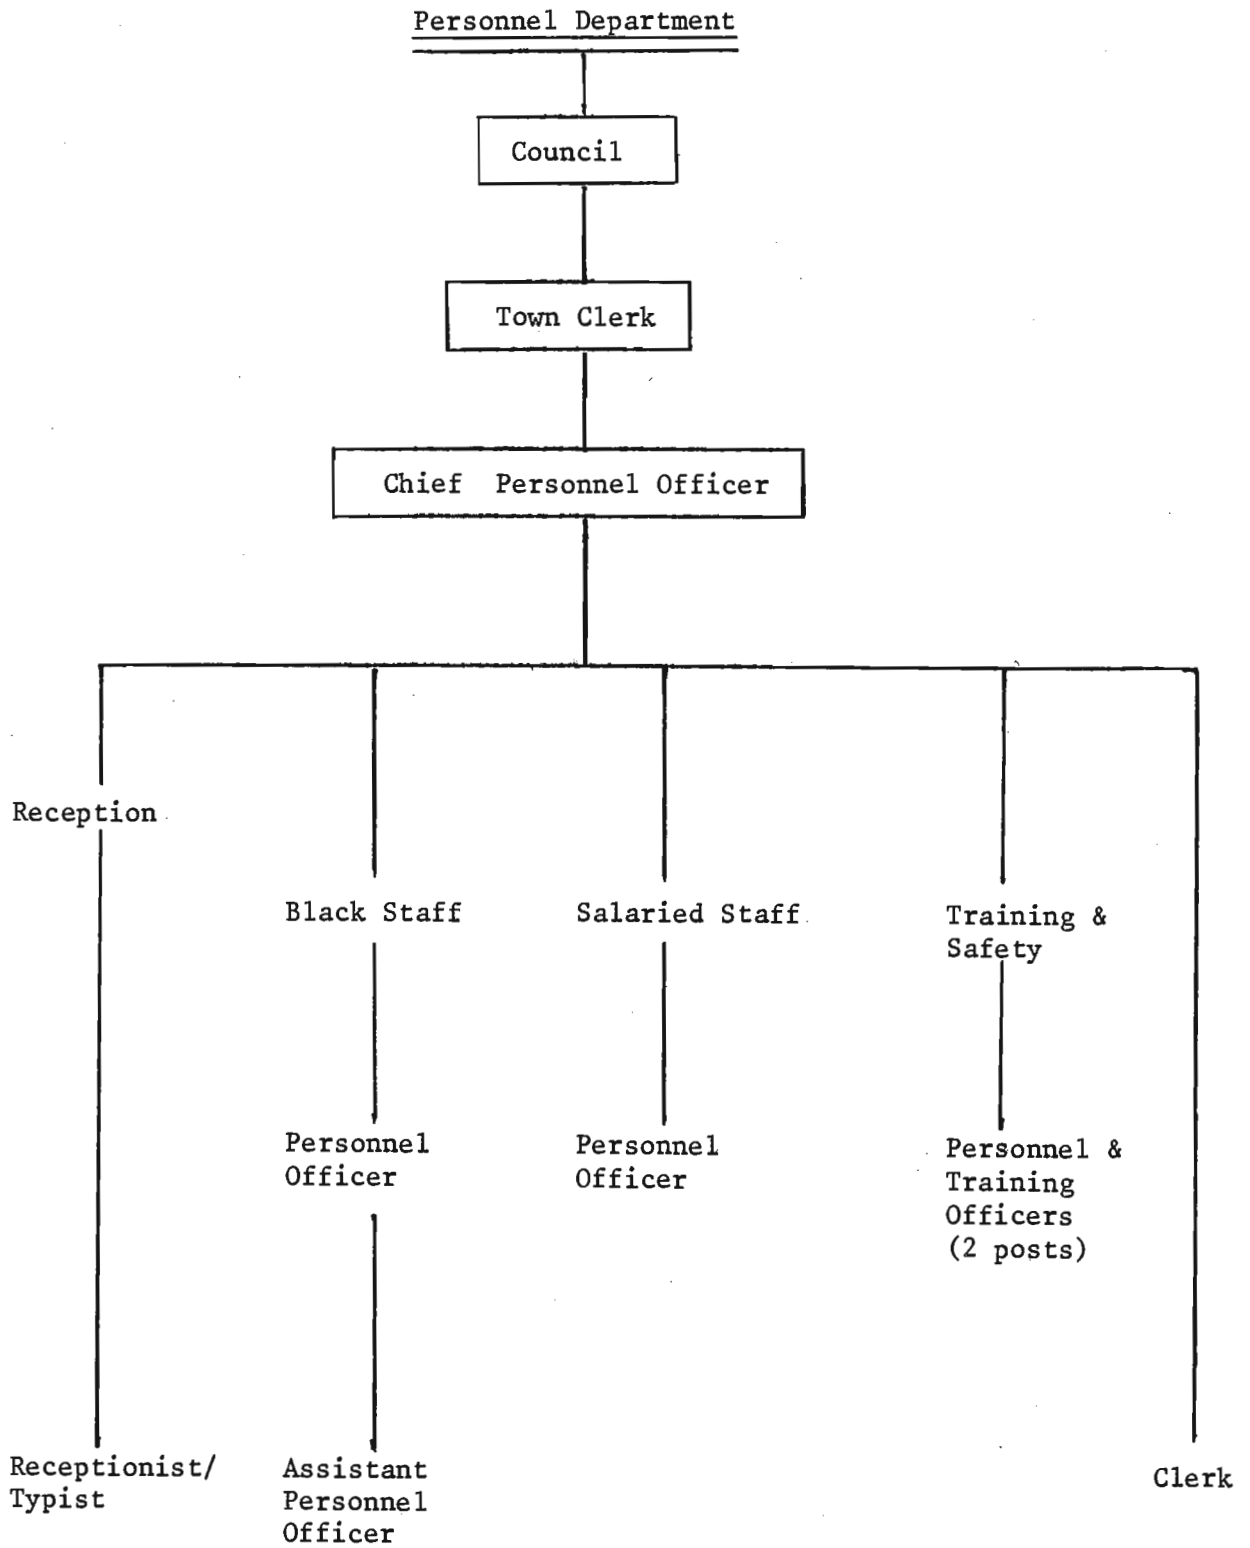 Personnel Department
Council
Town Clerk
Chief Personnel Officer
Reception
Black Staff
Salaried Staff
Training &
Safety
Personnel
Officer
Personnel
Officer
Personnel &
Training
Officers
(2 posts)
Receptionist/
Typist
Assistant
Personnel
Officer
Clerk